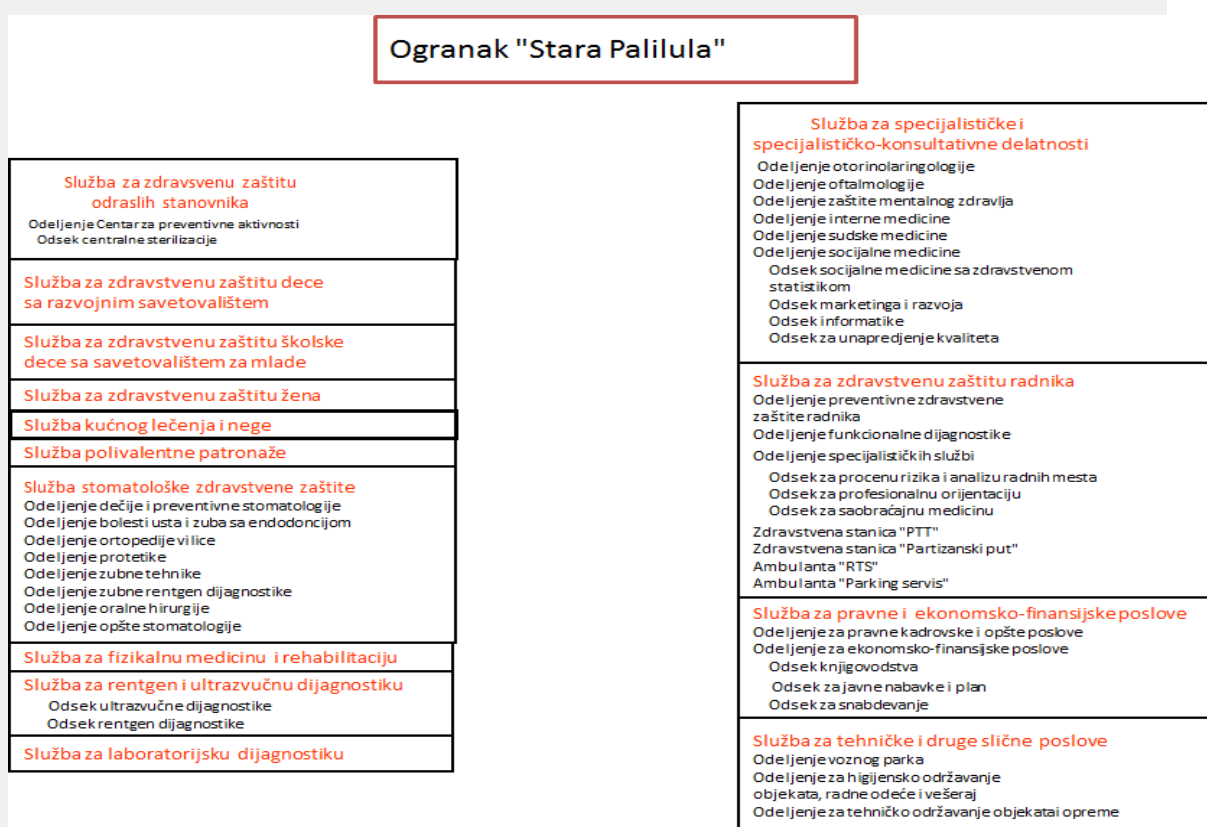 Ogranak "Stara Palilula"
Služba za zdravsvenu zaštitu
odraslih stanovnika
Odeljenje Centar za preventivne aktivnosti
Odsek centralne sterilizacije
Služba za zdravstvenu zaštitu dece
sa razvojnim savetovalištem
Služba za zdravstvenu zaštitu školske
dece sa savetovalištem za mlade
Služba za zdravstvenu zaštitu žena
Služba kućnog lečenja i nege
Služba polivalentne patronaže
Služba stomatološke zdravstvene zaštite
Odeljenje dečije i preventivne stomatologije
Odeljenje bolesti usta i zuba sa endodoncijom
Odeljenje ortopedije vilice
Odeljenje protetike
Odeljenje zubne tehnike
Odeljenje zubne rentgen dijagnostike
Odeljenje oralne hirurgije
Odeljenje opšte stomatologije
Služba za fizikalnu medicinu i rehabilitaciju
Služba za rentgen i ultrazvučnu dijagnostiku
Odsek ultrazvučne dijagnostike
Odsek rentgen dijagnostike
Služba za laboratorijsku dijagnostiku
Služba za specijalističke i
specijalističko-konsultativne delatnosti
Odeljenje otorinolaringologije
Odeljenje oftalmologije
Odeljenje zaštite mentalnog zdravlja
Odeljenje interne medicine
Odeljenje sudske medicine
Odeljenje socijalne medicine
Odsek socijalne medicine sa zdravstvenom
statistikom
Odsek marketinga i razvoja
Odsek informatike
Odsek za unapredjenje kvaliteta
Služba za zdravstvenu zaštitu radnika
Odeljenje preventivne zdravstvene
zaštite radnika
Odeljenje funkcionalne dijagnostike
Odeljenje specijalističkih službi
Odsek za procenu rizika i analizu radnih mesta
Odsek za profesionalnu orijentaciju
Odsek za saobraćajnu medicinu
Zdravstvena stanica "PTT"
Zdravstvena stanica "Partizanski put"
Ambulanta "RTS"
Ambulanta "Parking servis"
Služba za pravne i ekonomsko-finansijske poslove
Odeljenje za pravne kadrovske i opšte poslove
Odeljenje za ekonomsko-finansijske poslove
Odsek knjigovodstva
Odsek za javne nabavke i plan
Odsek za snabdevanje
Služba za tehničke i druge slične poslove
Odeljenje voznog parka
Odeljenje za higijensko održavanje
objekata, radne odeće i vešeraj
Odeljenje za tehničko održavanje objekata i opreme